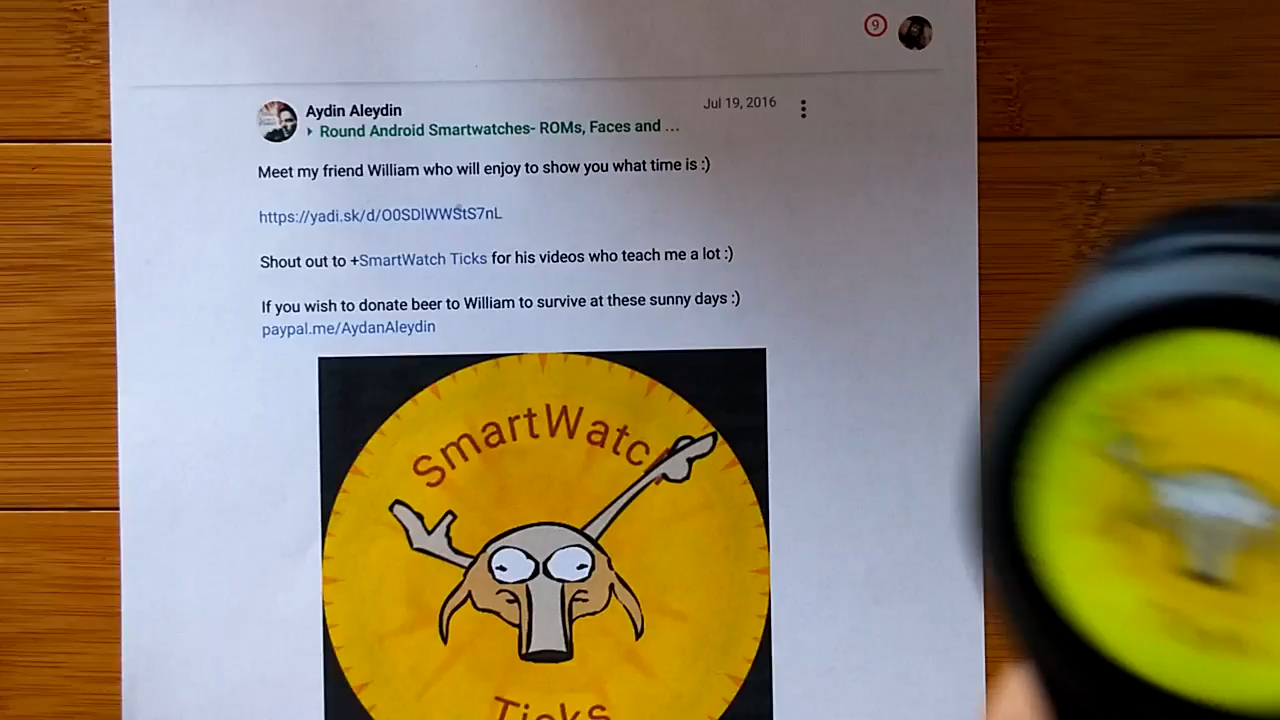 9
Aydin Aleydin
Jul 19, 2016
Round Android Smartwatches- ROMs, Faces and ...
Meet my friend William who will enjoy to show you what time is :)
https://yadi.sk/d/O0SDlWWStS7nL
Shout out to +SmartWatch Ticks for his videos who teach me a lot :)
If you wish to donate beer to William to survive at these sunny days :)
paypal.me/AydanAleydin
SmartWatc
Ticks